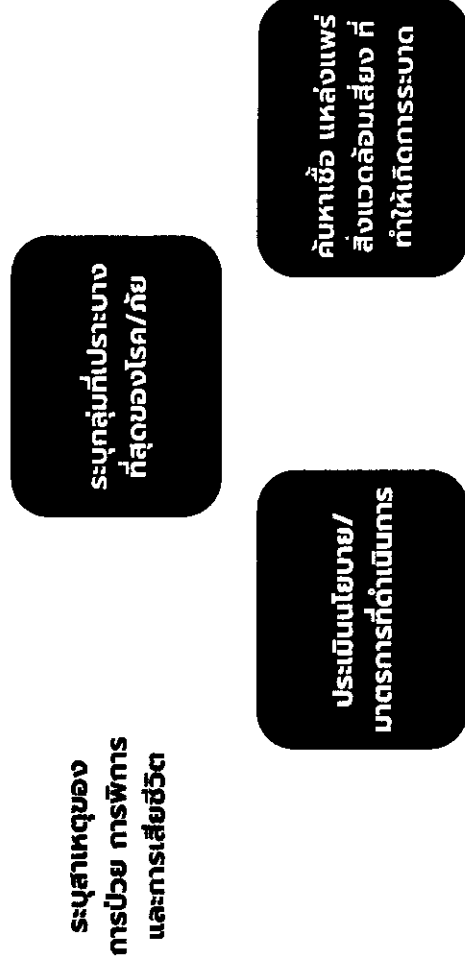 ระบุสาเหตุของ
การป่วย การพิการ
และการเสียชีวิต
ระบุกลุ่มที่เปราะบาง
ที่สุดของโรค/ภัย
ประเมินนโยบาย/
มาตรการที่ดำเนินการ
ค้นหาเชื้อ แหล่งแพร่
สิ่งแวดล้อมเสี่ยง ที่
ทำให้เกิดการระบาด